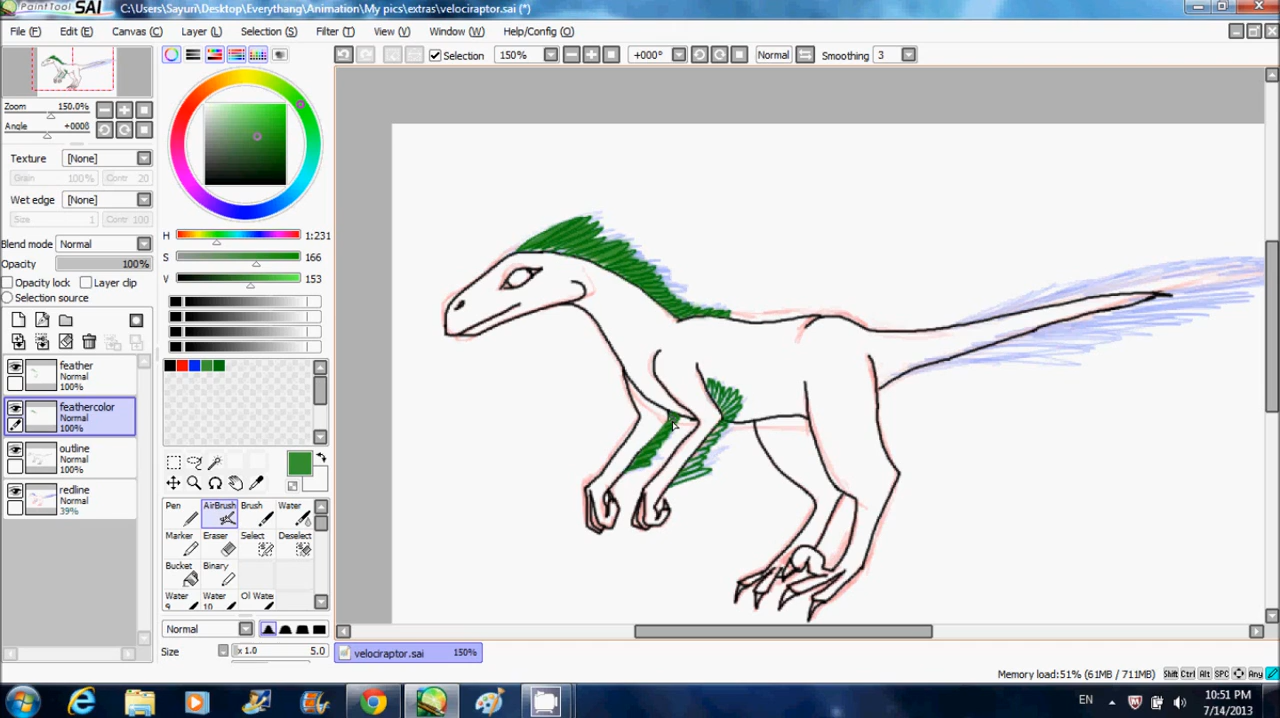 PaintTool SAI C:\Users\Sayuri\Desktop\Everythang\Animation\My pics\extras\velociraptor.sai (*)
File (F) Edit (E) Canvas (C) Layer (L) Selection (S) Filter (T) View (V) Window (W) Help/Config (O)
Selection 150% +000° Normal Smoothing 3
Zoom 150.0%
Angle +000θ
Texture [None]
Grain 100% Contr 20
Wet edge [None]
Size 1 Contr 100
Blend mode Normal
Opacity 100%
Opacity lock Layer clip
Selection source
feather
Normal
100%
feathercolor
Normal
100%
outline
Normal
100%
redline
Normal
39%
H 1:231
S 166
V 153
Pen AirBrush Brush Water
Marker Eraser Select Deselect
Bucket Binary
Water 9 Water 10 Ol Wate
Normal
Size x 1.0 5.0
velociraptor.sai 150%
Memory load:51% (61MB / 711MB) Shift Ctrl Alt SPC Any
EN 10:51 PM
7/14/2013